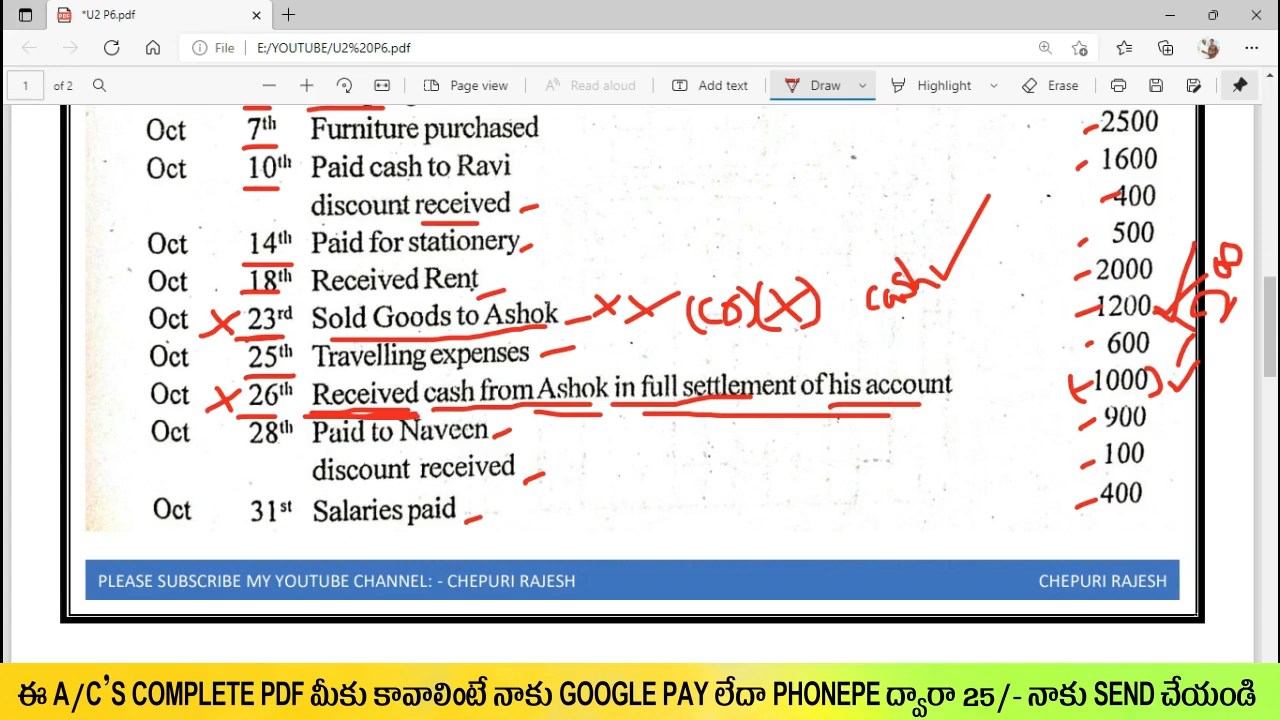 *U2 P6.pdf
File E:/YOUTUBE/U2%20P6.pdf
1 of 2 Page view Read aloud Add text Draw Highlight Erase
Oct 7th Furniture purchased 2500
Oct 10th Paid cash to Ravi 1600
discount received 400
Oct 14th Paid for stationery 500
Oct 18th Received Rent 2000
cash
Oct 23rd Sold Goods to Ashok 1200
Oct 25th Travelling expenses 600
Oct 26th Received cash from Ashok in full settlement of his account 1000
Oct 28th Paid to Naveen 900
discount received 100
Oct 31st Salaries paid 400
PLEASE SUBSCRIBE MY YOUTUBE CHANNEL: - CHEPURI RAJESH CHEPURI RAJESH
ఈ A/C'S COMPLETE PDF మీకు కావాలింటే నాకు GOOGLE PAY లేదా PHONEPE ద్వారా 25/- నాకు SEND చేయండి